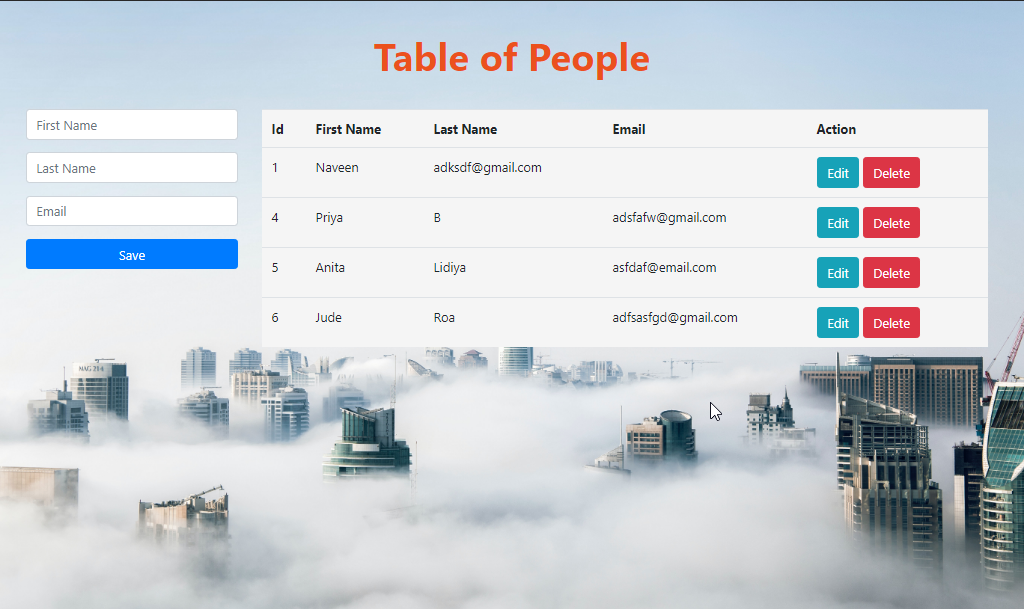 Table of People
First Name
Last Name
Email
Save
Id First Name Last Name Email Action
1 Naveen adksdf@gmail.com Edit Delete
4 Priya B adsfafw@gmail.com Edit Delete
5 Anita Lidiya asfdaf@email.com Edit Delete
6 Jude Roa adfsasfgd@gmail.com Edit Delete
NAG 214